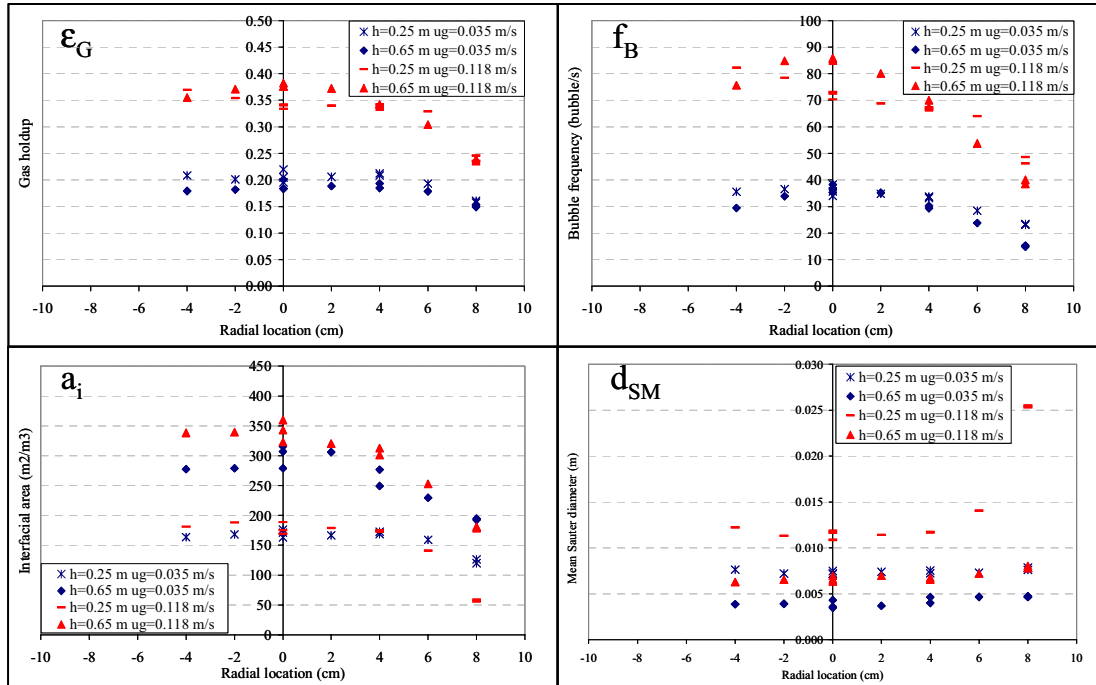 εG
Gas holdup
0.50
0.45
0.40
0.35
0.30
0.25
0.20
0.15
0.10
0.05
0.00
h=0.25 m ug=0.035 m/s
h=0.65 m ug=0.035 m/s
h=0.25 m ug=0.118 m/s
h=0.65 m ug=0.118 m/s
-10 -8 -6 -4 -2 0 2 4 6 8 10
Radial location (cm)
fB
Bubble frequency (bubble/s)
100
90
80
70
60
50
40
30
20
10
0
h=0.25 m ug=0.035 m/s
h=0.65 m ug=0.035 m/s
h=0.25 m ug=0.118 m/s
h=0.65 m ug=0.118 m/s
-10 -8 -6 -4 -2 0 2 4 6 8 10
Radial location (cm)
ai
Interfacial area (m2/m3)
450
400
350
300
250
200
150
100
50
0
h=0.25 m ug=0.035 m/s
h=0.65 m ug=0.035 m/s
h=0.25 m ug=0.118 m/s
h=0.65 m ug=0.118 m/s
-10 -8 -6 -4 -2 0 2 4 6 8 10
Radial location (cm)
dSM
Mean Sauter diameter (m)
0.030
0.025
0.020
0.015
0.010
0.005
0.000
h=0.25 m ug=0.035 m/s
h=0.65 m ug=0.035 m/s
h=0.25 m ug=0.118 m/s
h=0.65 m ug=0.118 m/s
-10 -8 -6 -4 -2 0 2 4 6 8 10
Radial location (cm)